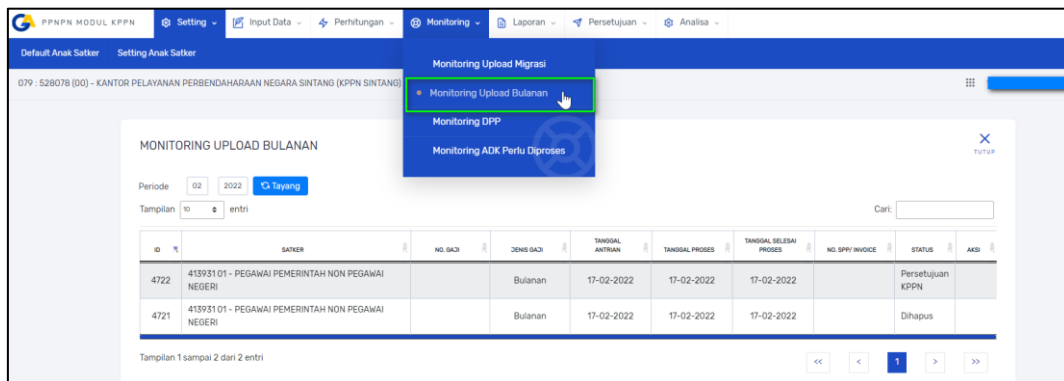 GA PPNPN MODUL KPPN Setting Input Data Perhitungan Monitoring Laporan Persetujuan Analisa
Default Anak Satker Setting Anak Satker
Monitoring Upload Migrasi
079 : 528078 (00) - KANTOR PELAYANAN PERBENDAHARAAN NEGARA SINTANG (KPPN SINTANG)
Monitoring Upload Bulanan
Monitoring DPP
Monitoring ADK Perlu Diproses
MONITORING UPLOAD BULANAN
TUTUP
Periode 02 2022 Tayang
Tampilan 10 entri Cari:
ID SATKER NO. GAJI JENIS GAJI TANGGAL ANTRIAN TANGGAL PROSES TANGGAL SELESAI PROSES NO. SPP/ INVOICE STATUS AKSI
4722 413931 01 - PEGAWAI PEMERINTAH NON PEGAWAI NEGERI Bulanan 17-02-2022 17-02-2022 17-02-2022 Persetujuan KPPN
4721 413931 01 - PEGAWAI PEMERINTAH NON PEGAWAI NEGERI Bulanan 17-02-2022 17-02-2022 17-02-2022 Dihapus
Tampilan 1 sampai 2 dari 2 entri << < 1 > >>